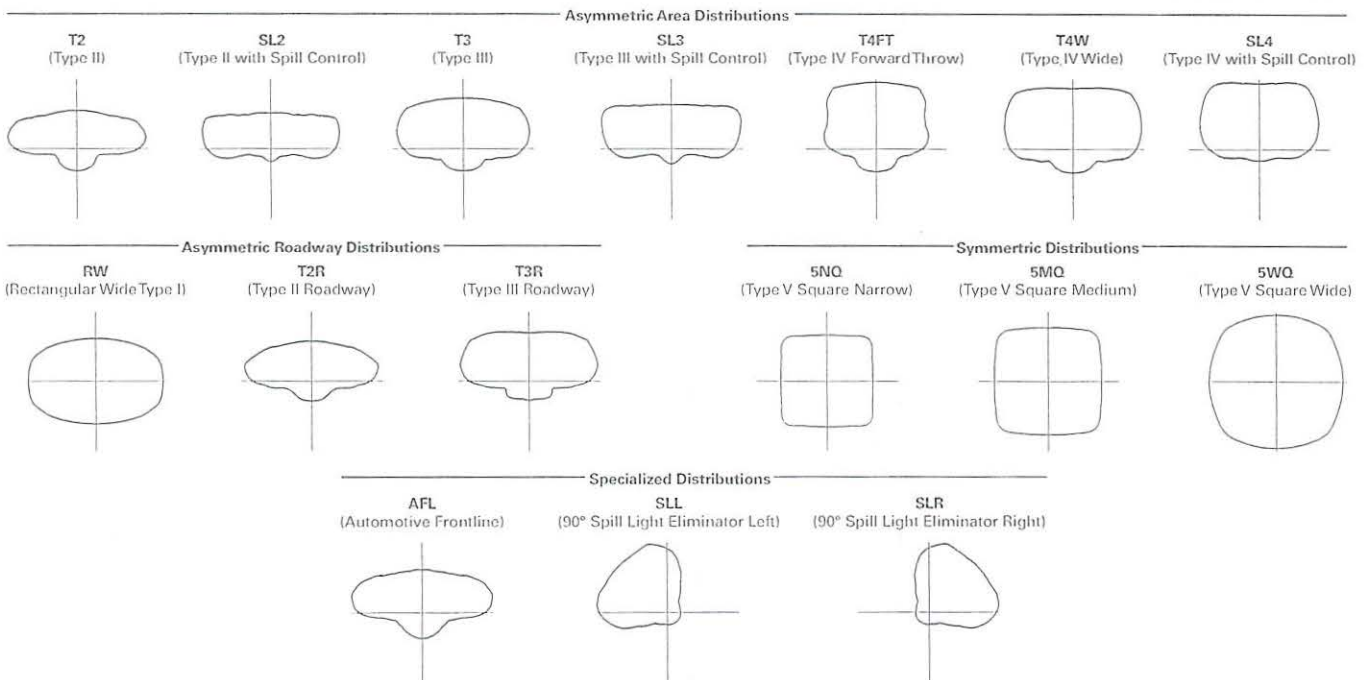 Asymmetric Area Distributions
T2
(Type II)
SL2
(Type II with Spill Control)
T3
(Type III)
SL3
(Type III with Spill Control)
T4FT
(Type IV Forward Throw)
T4W
(Type IV Wide)
SL4
(Type IV with Spill Control)
Asymmetric Roadway Distributions
RW
(Rectangular Wide Type I)
T2R
(Type II Roadway)
T3R
(Type III Roadway)
Symmertric Distributions
5NQ
(Type V Square Narrow)
5MQ
(Type V Square Medium)
5WQ
(Type V Square Wide)
Specialized Distributions
AFL
(Automotive Frontline)
SLL
(90° Spill Light Eliminator Left)
SLR
(90° Spill Light Eliminator Right)